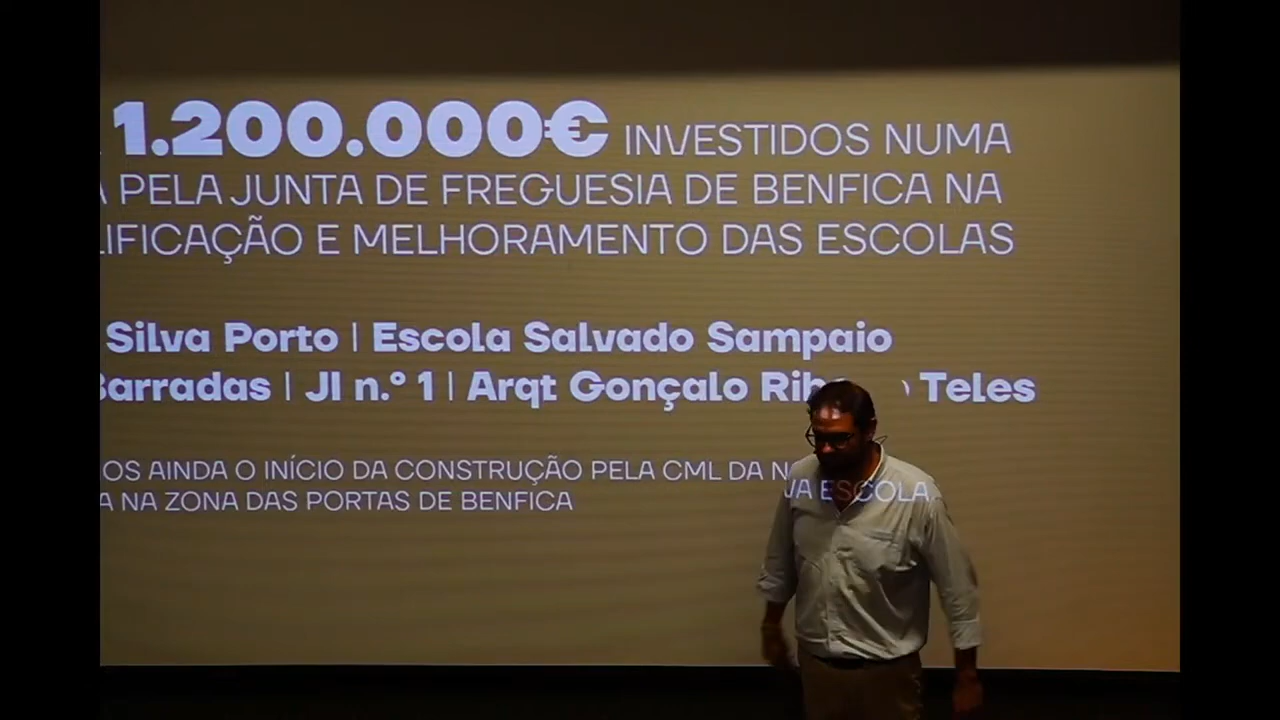 1.200.000€ INVESTIDOS NUMA
PELA JUNTA DE FREGUESIA DE BENFICA NA
E MELHORAMENTO DAS ESCOLAS
Silva Porto | Escola Salvado Sampaio
Barradas | JI n.º 1 | Arqt Gonçalo Teles
AINDA O INÍCIO DA CONSTRUÇÃO PELA CML DA NOVA ESCOLA
NA ZONA DAS PORTAS DE BENFICA